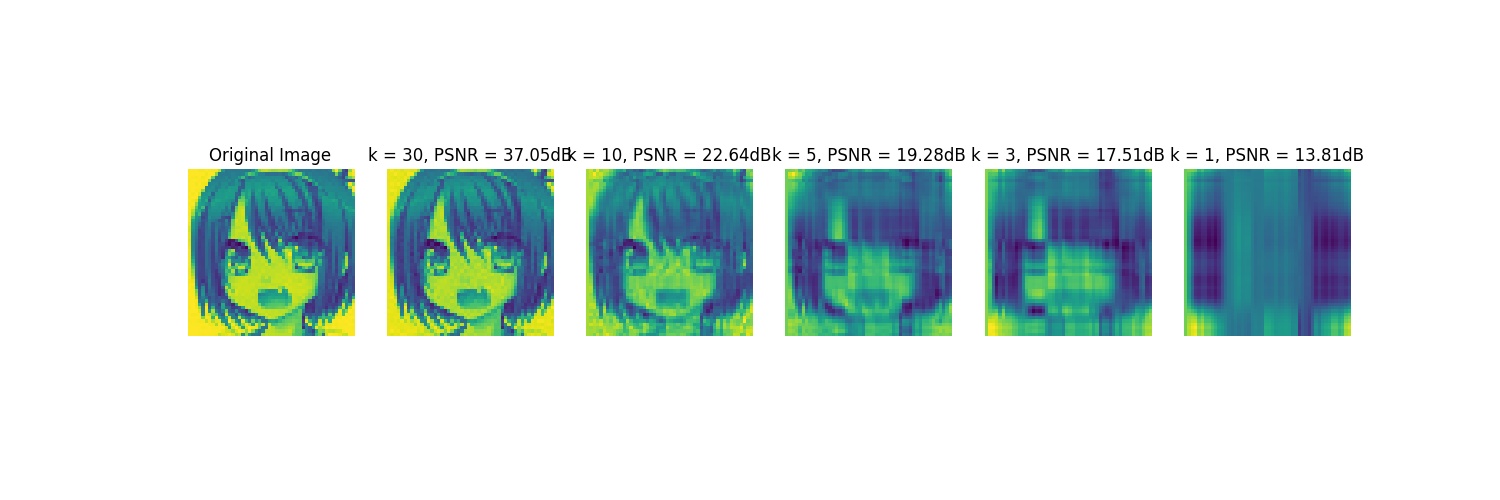 Original Image
k = 30, PSNR = 37.05dB
k = 10, PSNR = 22.64dB
k = 5, PSNR = 19.28dB
k = 3, PSNR = 17.51dB
k = 1, PSNR = 13.81dB